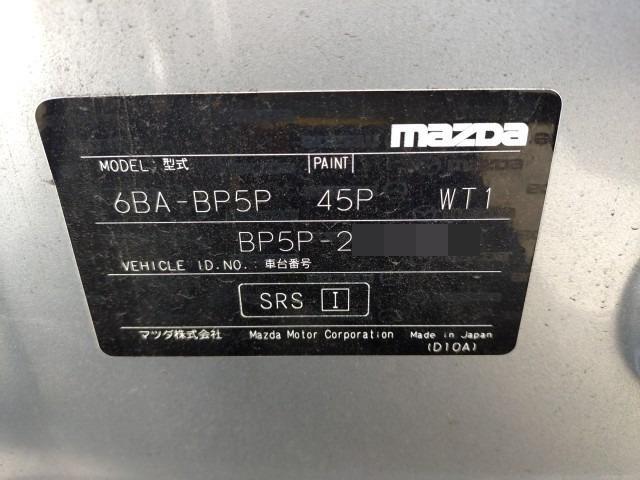 mazda
MODEL 型式 PAINT
6BA-BP5P 45P WT1
BP5P-2
VEHICLE I.D.NO. 車台番号
SRS I
マツダ株式会社 Mazda Motor Corporation Made in Japan
(D10A)